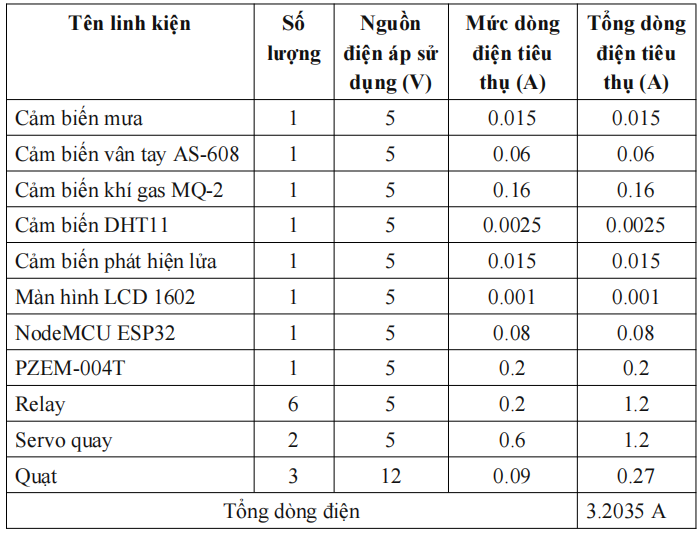 Tên linh kiện Số lượng Nguồn điện áp sử dụng (V) Mức dòng điện tiêu thụ (A) Tổng dòng điện tiêu thụ (A)
Cảm biến mưa 1 5 0.015 0.015
Cảm biến vân tay AS-608 1 5 0.06 0.06
Cảm biến khí gas MQ-2 1 5 0.16 0.16
Cảm biến DHT11 1 5 0.0025 0.0025
Cảm biến phát hiện lửa 1 5 0.015 0.015
Màn hình LCD 1602 1 5 0.001 0.001
NodeMCU ESP32 1 5 0.08 0.08
PZEM-004T 1 5 0.2 0.2
Relay 6 5 0.2 1.2
Servo quay 2 5 0.6 1.2
Quạt 3 12 0.09 0.27
Tổng dòng điện 3.2035 A